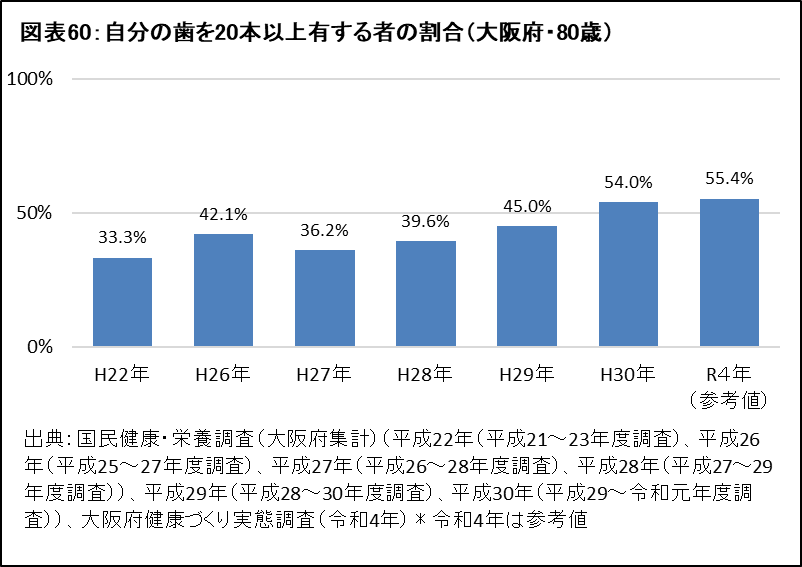 図表60：自分の歯を20本以上有する者の割合（大阪府・80歳）
100%
50%
0%
33.3%
42.1%
36.2%
39.6%
45.0%
54.0%
55.4%
H22年
H26年
H27年
H28年
H29年
H30年
R4年
（参考値）
出典：国民健康・栄養調査（大阪府集計）（平成22年（平成21～23年度調査）、平成26
年（平成25～27年度調査）、平成27年（平成26～28年度調査）、平成28年（平成27～29
年度調査））、平成29年（平成28～30年度調査）、平成30年（平成29～令和元年度調
査））、大阪府健康づくり実態調査（令和4年）＊令和4年は参考値